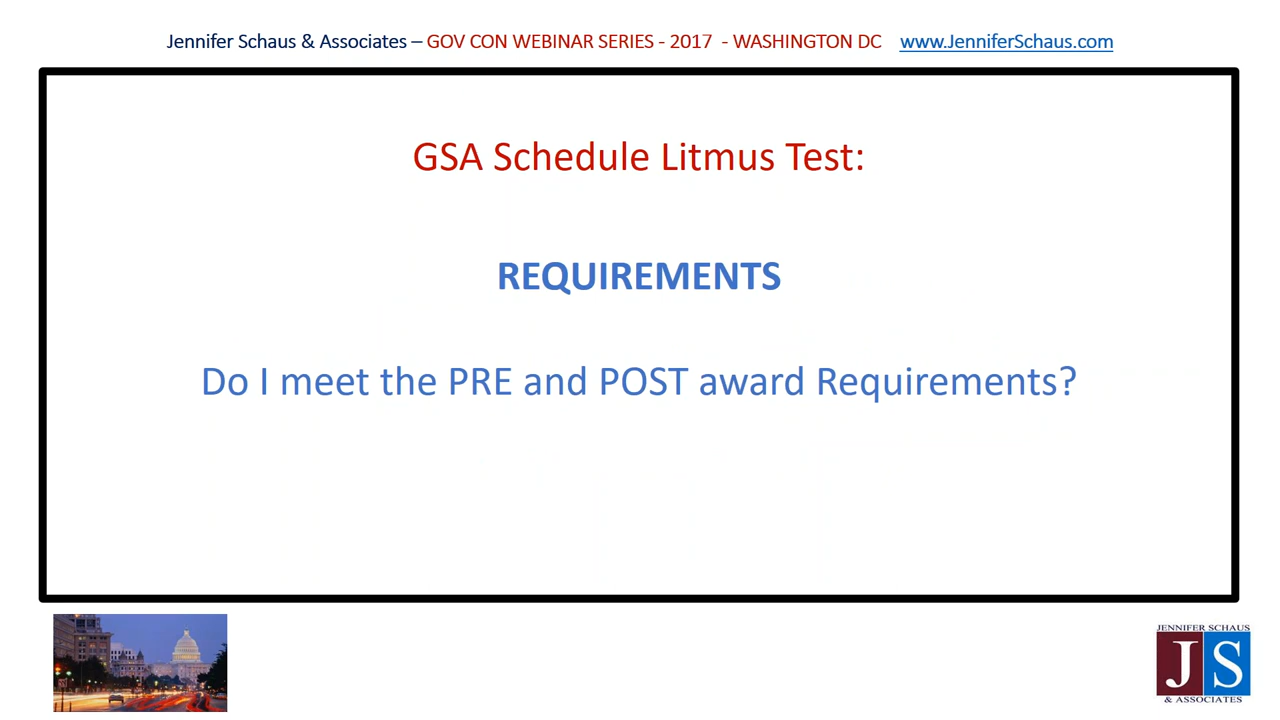 Jennifer Schaus & Associates – GOV CON WEBINAR SERIES - 2017 - WASHINGTON DC www.JenniferSchaus.com
GSA Schedule Litmus Test:
REQUIREMENTS
Do I meet the PRE and POST award Requirements?
JENNIFER SCHAUS
JS
& ASSOCIATES